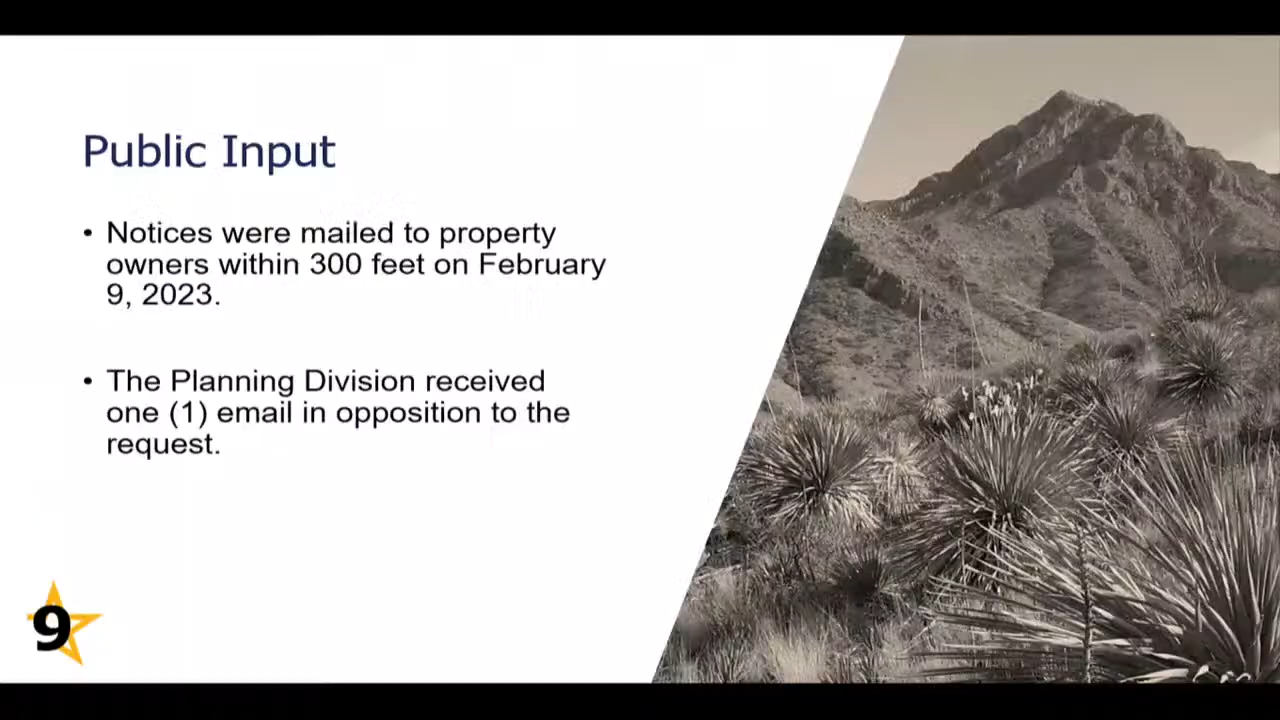 Public Input
• Notices were mailed to property
owners within 300 feet on February
9, 2023.
• The Planning Division received
one (1) email in opposition to the
request.
9